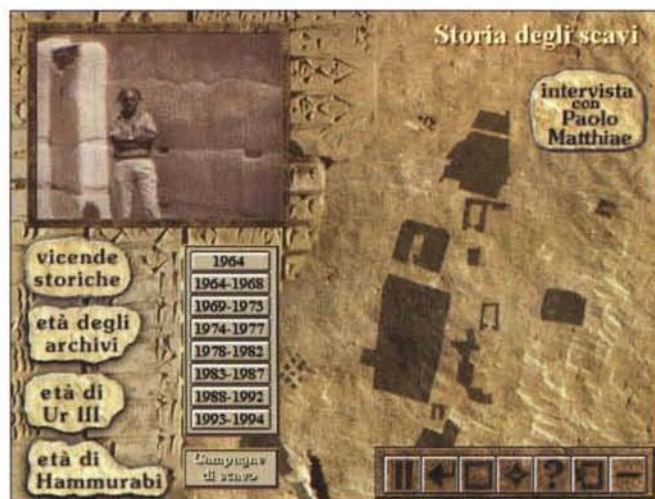 Storia degli scavi
intervista
con
Paolo
Matthiae
vicende
storiche
età degli
archivi
età di
Ur III
età di
Hammurabi
1964
1964-1968
1969-1973
1974-1977
1978-1982
1983-1987
1988-1992
1993-1994
Campagne
di scavo
?